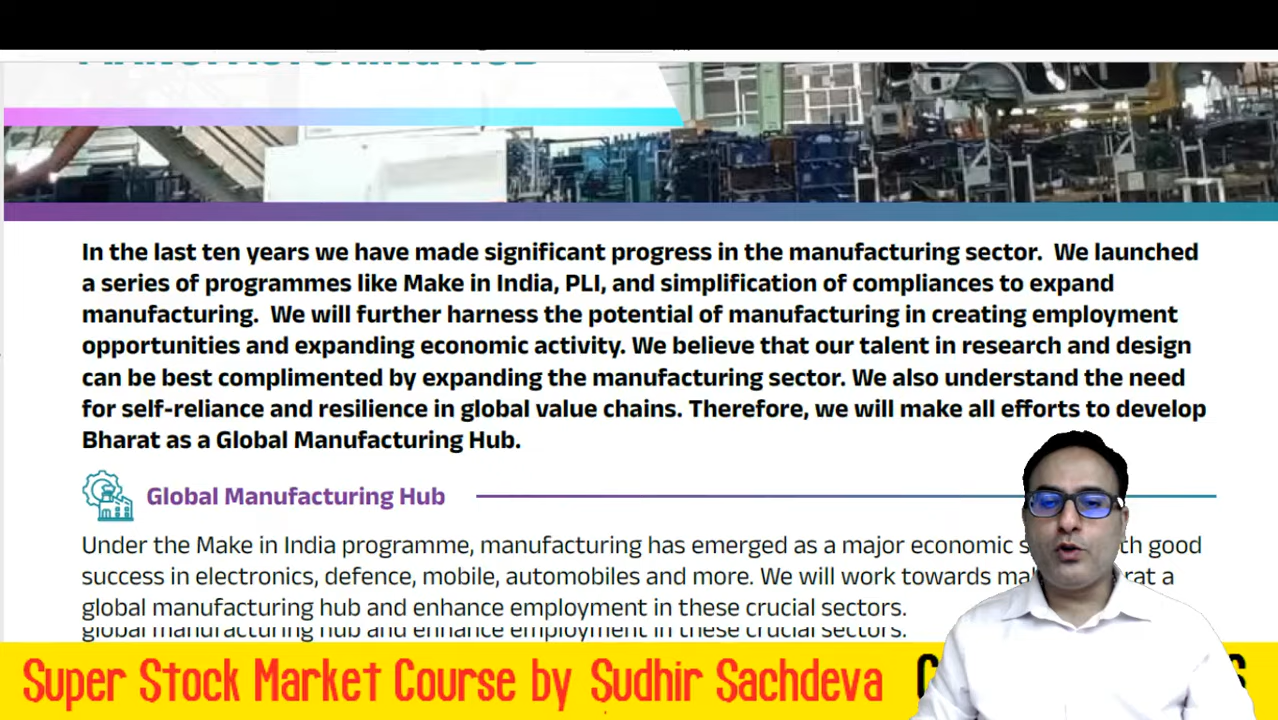 MANUFACTURING HUB
In the last ten years we have made significant progress in the manufacturing sector. We launched
a series of programmes like Make in India, PLI, and simplification of compliances to expand
manufacturing. We will further harness the potential of manufacturing in creating employment
opportunities and expanding economic activity. We believe that our talent in research and design
can be best complimented by expanding the manufacturing sector. We also understand the need
for self-reliance and resilience in global value chains. Therefore, we will make all efforts to develop
Bharat as a Global Manufacturing Hub.
Global Manufacturing Hub
Under the Make in India programme, manufacturing has emerged as a major economic good
success in electronics, defence, mobile, automobiles and more. We will work towards a
global manufacturing hub and enhance employment in these crucial sectors.
global manufacturing hub and enhance employment in these crucial sectors.
Super Stock Market Course by Sudhir Sachdeva